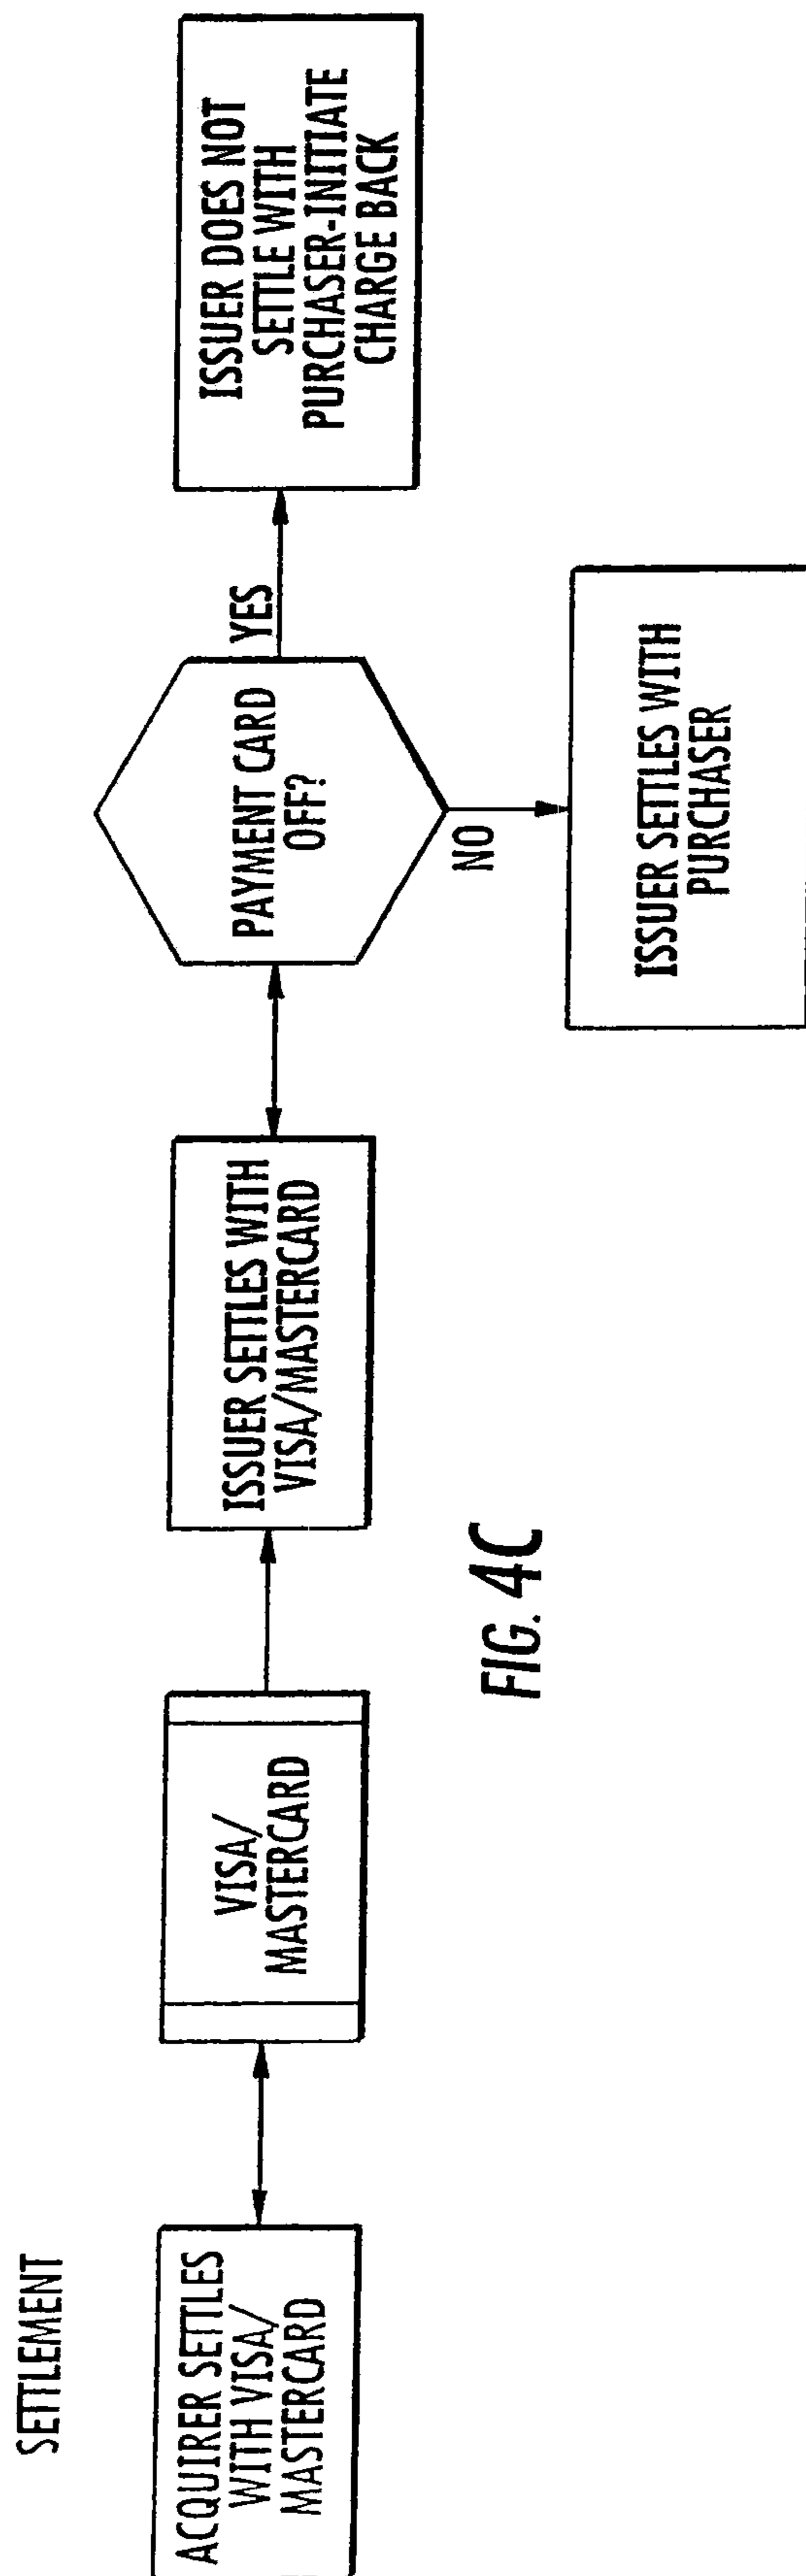 SETTLEMENT
ACQUIRER SETTLES
WITH VISA/
MASTERCARD
VISA/
MASTERCARD
ISSUER SETTLES WITH
VISA/MASTERCARD
PAYMENT CARD
OFF?
YES
ISSUER DOES NOT
SETTLE WITH
PURCHASER-INITIATE
CHARGE BACK
NO
ISSUER SETTLES WITH
PURCHASER
FIG. 4C